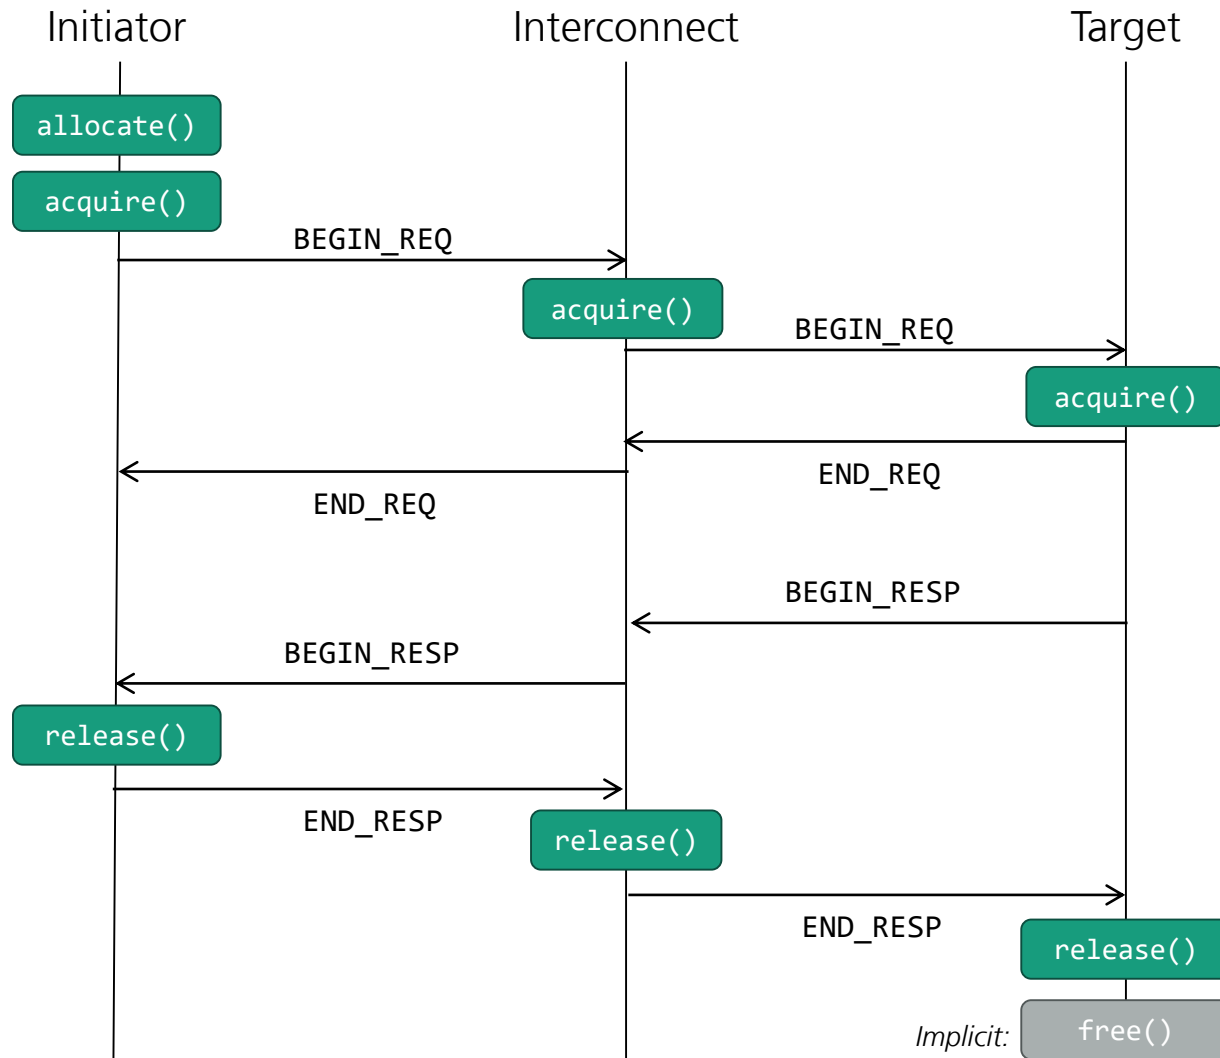 Initiator
Interconnect
Target
allocate()
acquire()
BEGIN_REQ
acquire()
BEGIN_REQ
acquire()
END_REQ
END_REQ
BEGIN_RESP
BEGIN_RESP
release()
END_RESP
release()
END_RESP
release()
Implicit:
free()